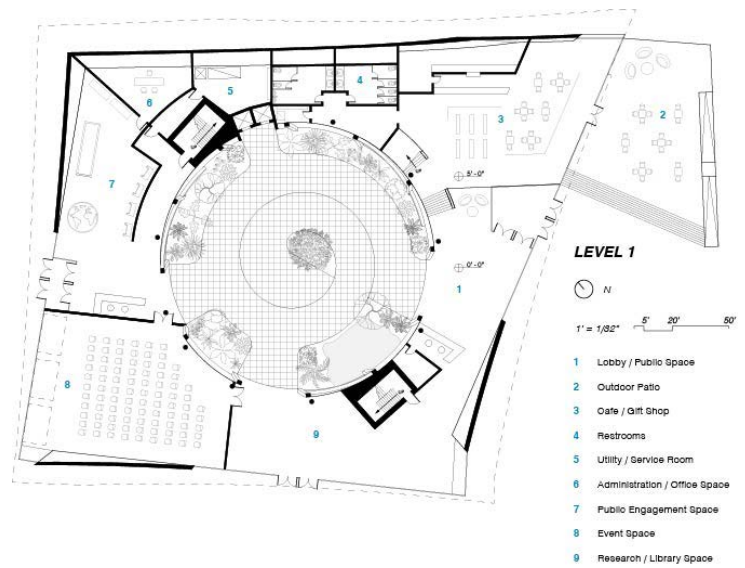 6
5
4
3
2
7
5' - 0"
0' - 0"
1
8
9
LEVEL 1
N
1' = 1/32"
5' 20' 50'
1 Lobby / Public Space
2 Outdoor Patio
3 Cafe / Gift Shop
4 Restrooms
5 Utility / Service Room
6 Administration / Office Space
7 Public Engagement Space
8 Event Space
9 Research / Library Space